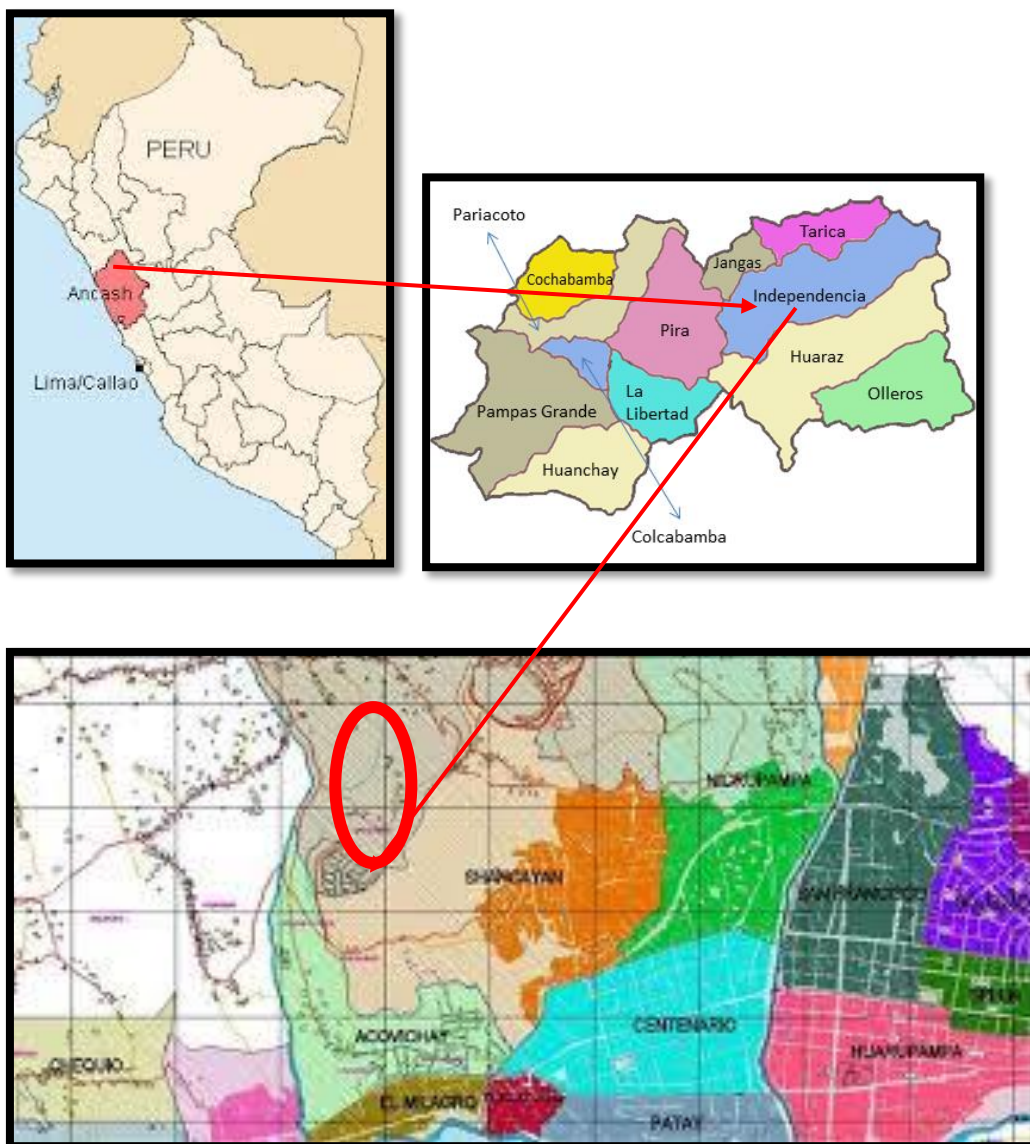 PERU
Ancash
Lima/Callao
Pariacoto
Tarica
Jangas
Cochabamba
Independencia
Pira
Huaraz
La
Libertad
Olleros
Pampas Grande
Huanchay
Colcabamba
NICRUPAMPA
SHANCAYAN
SAN FRANCISCO
CENTENARIO
ACOVICHAY
HUARUPAMPA
CHEQUIO
EL MILAGRO
PATAY